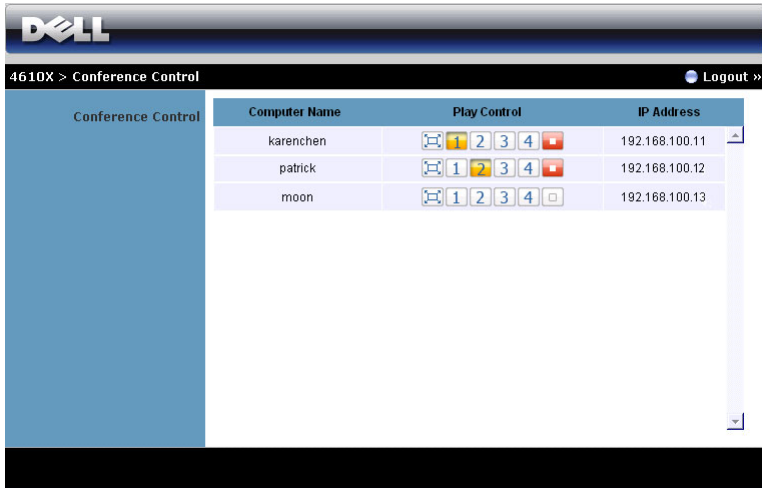 DELL
4610X > Conference Control
Logout »
Conference Control
Computer Name Play Control IP Address
karenchen 1 2 3 4 192.168.100.11
patrick 1 2 3 4 192.168.100.12
moon 1 2 3 4 192.168.100.13